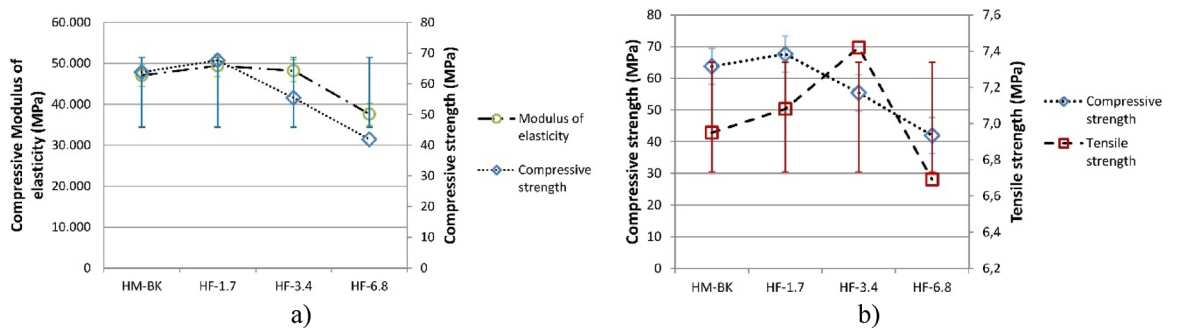 60.000
50.000
40.000
30.000
20.000
10.000
0
Compressive Modulus of
elasticity (MPa)
80
70
60
50
40
30
20
10
0
Compressive strength (MPa)
HM-BK HF-1.7 HF-3.4 HF-6.8
Modulus of
elasticity
Compressive
strength
a)
80
70
60
50
40
30
20
10
0
Compressive strength (MPa)
7,6
7,4
7,2
7,0
6,8
6,6
6,4
6,2
Tensile strength (MPa)
HM-BK HF-1.7 HF-3.4 HF-6.8
Compressive
strength
Tensile
strength
b)